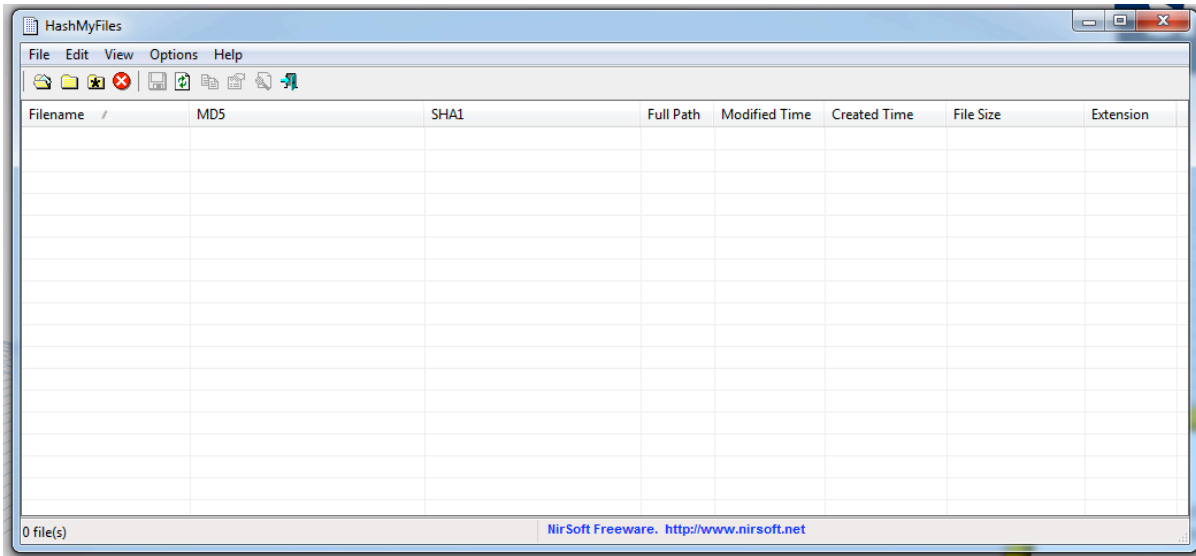 HashMyFiles
File Edit View Options Help
Filename / MD5 SHA1 Full Path Modified Time Created Time File Size Extension
0 file(s) NirSoft Freeware. http://www.nirsoft.net